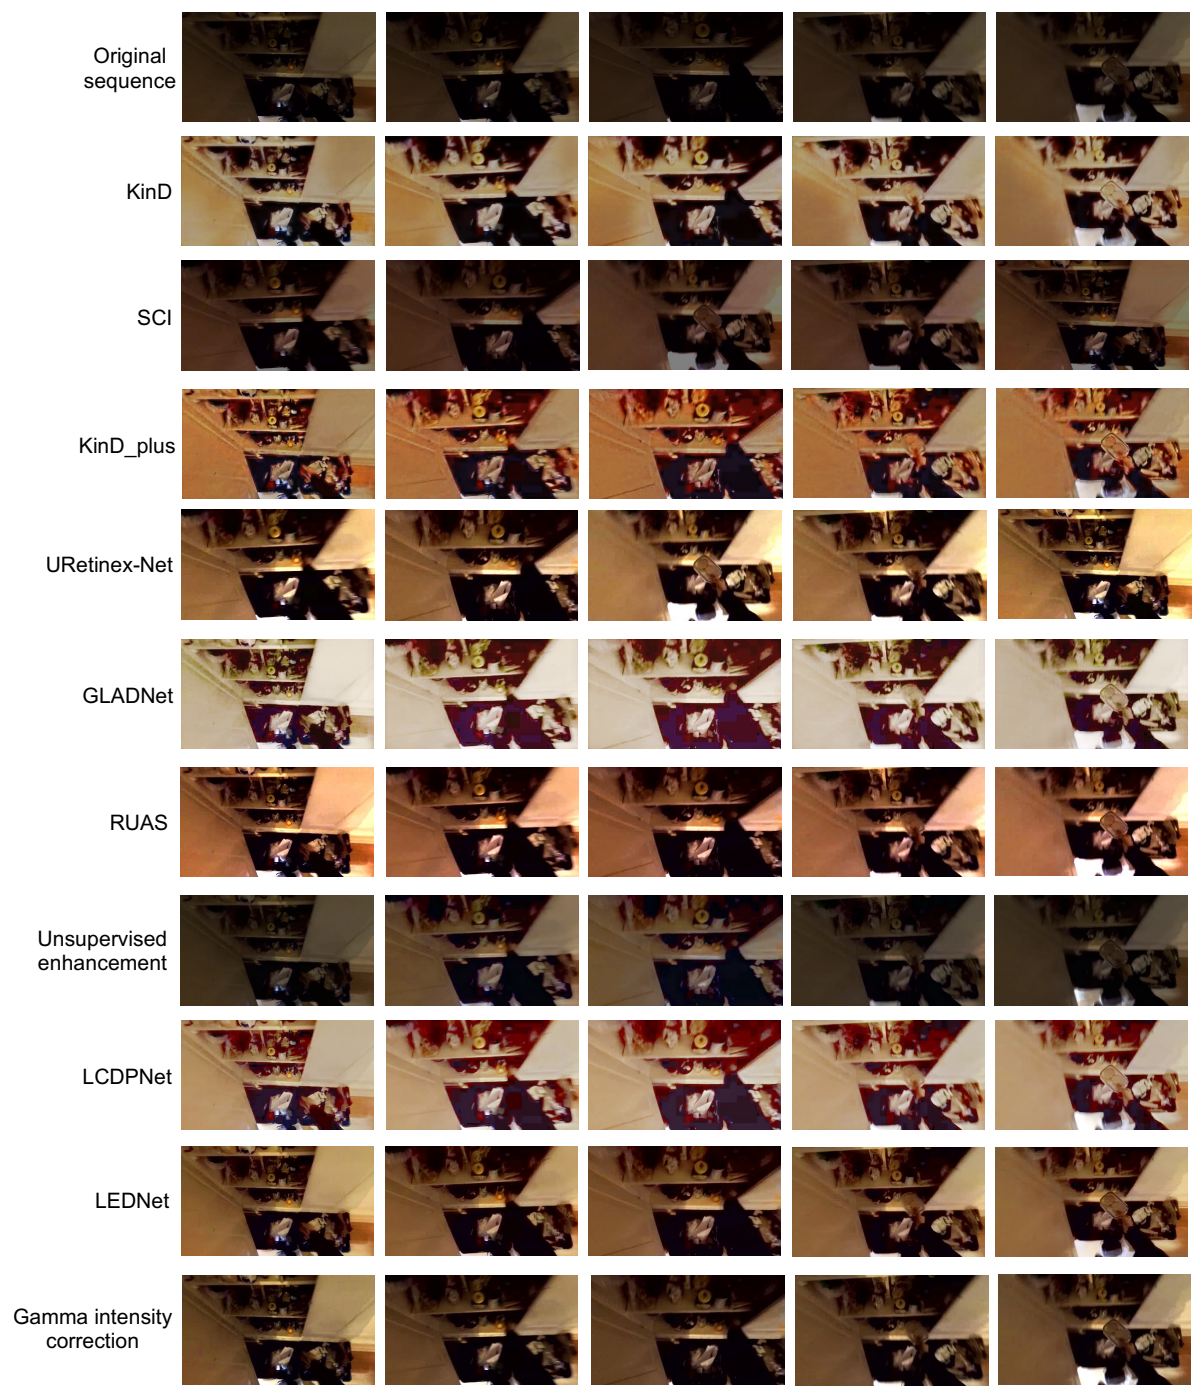 Original
sequence
KinD
SCI
KinD_plus
URetinex-Net
GLADNet
RUAS
Unsupervised
enhancement
LCDPNet
LEDNet
Gamma intensity
correction